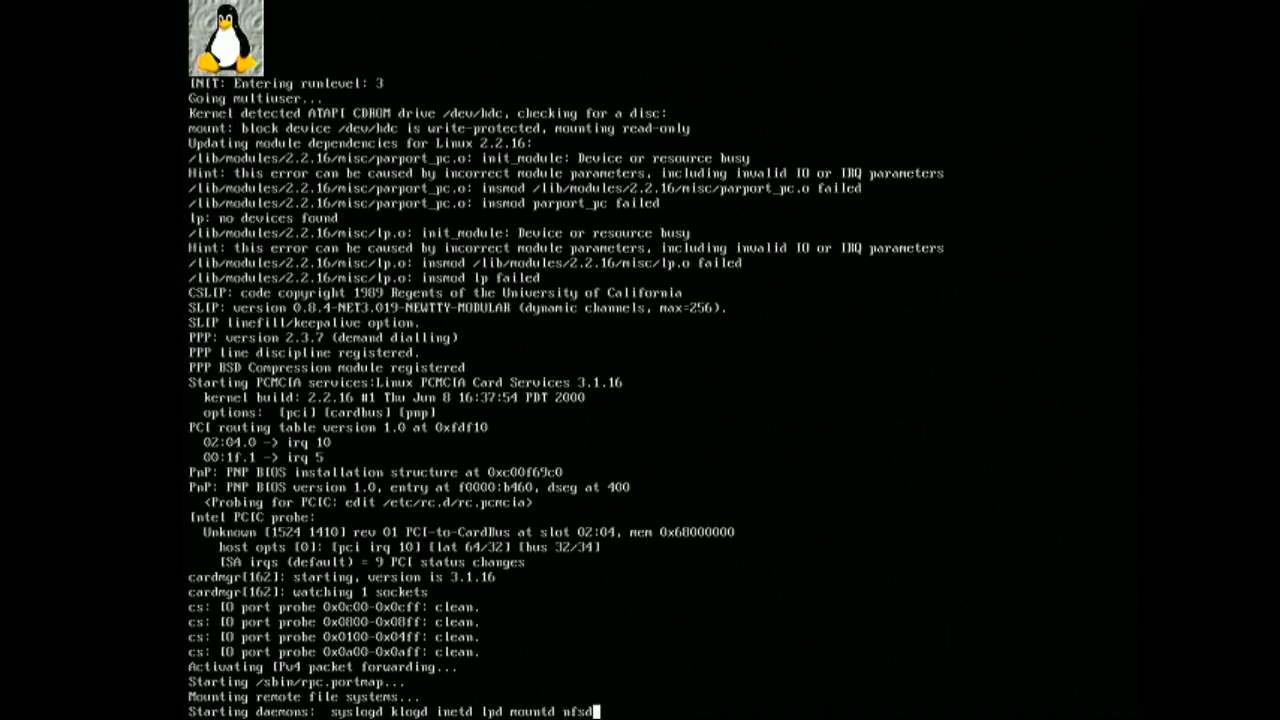 INIT: Entering runlevel: 3
Going multiuser...
Kernel detected ATAPI CDROM drive /dev/hdc, checking for a disc:
mount: block device /dev/hdc is write-protected, mounting read-only
Updating module dependencies for Linux 2.2.16:
/lib/modules/2.2.16/misc/parport_pc.o: init_module: Device or resource busy
Hint: this error can be caused by incorrect module parameters, including invalid IO or IRQ parameters
/lib/modules/2.2.16/misc/parport_pc.o: insmod /lib/modules/2.2.16/misc/parport_pc.o failed
/lib/modules/2.2.16/misc/parport_pc.o: insmod parport_pc failed
lp: no devices found
/lib/modules/2.2.16/misc/lp.o: init_module: Device or resource busy
Hint: this error can be caused by incorrect module parameters, including invalid IO or IRQ parameters
/lib/modules/2.2.16/misc/lp.o: insmod /lib/modules/2.2.16/misc/lp.o failed
/lib/modules/2.2.16/misc/lp.o: insmod lp failed
CSLIP: code copyright 1989 Regents of the University of California
SLIP: version 0.8.4-NET3.019-NEWTTY-MODULAR (dynamic channels, max=256).
SLIP linefill/keepalive option.
PPP: version 2.3.7 (demand dialling)
PPP line discipline registered.
PPP BSD Compression module registered
Starting PCMCIA services:Linux PCMCIA Card Services 3.1.16
kernel build: 2.2.16 #1 Thu Jun 8 16:37:54 PDT 2000
options: [pci] [cardbus] [pnp]
PCI routing table version 1.0 at 0xfdf10
02:04.0 -> irq 10
00:1f.1 -> irq 5
PnP: PNP BIOS installation structure at 0xc00f69c0
PnP: PNP BIOS version 1.0, entry at f0000:b460, dseg at 400
<Probing for PCIC: edit /etc/rc.d/rc.pcmcia>
Intel PCIC probe:
Unknown [1524 1410] rev 01 PCI-to-CardBus at slot 02:04, mem 0x68000000
host opts [0]: [pci irq 10] [lat 64/32] [bus 32/34]
ISA irqs (default) = 9 PCI status changes
cardmgr[162]: starting, version is 3.1.16
cardmgr[162]: watching 1 sockets
cs: IO port probe 0x0c00-0x0cff: clean.
cs: IO port probe 0x0800-0x08ff: clean.
cs: IO port probe 0x0100-0x04ff: clean.
cs: IO port probe 0x0a00-0x0aff: clean.
Activating IPv4 packet forwarding...
Starting /sbin/rpc.portmap...
Mounting remote file systems...
Starting daemons: syslogd klogd inetd lpd mountd nfsd